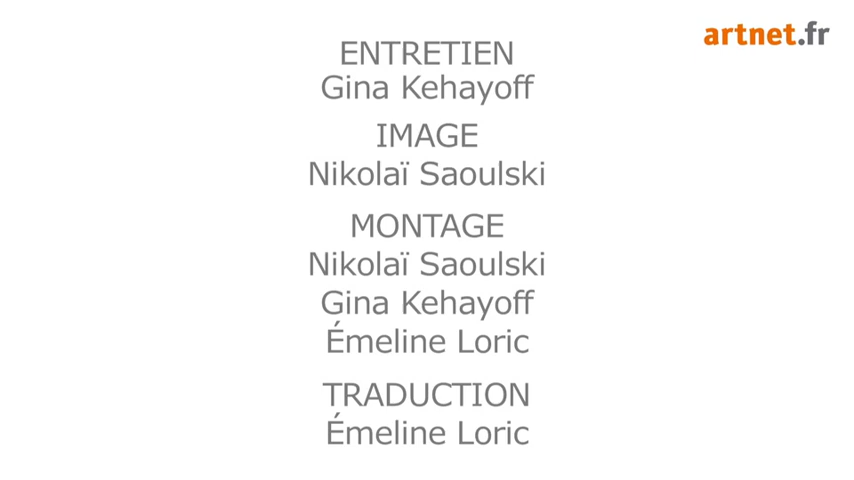 artnet.fr
ENTRETIEN
Gina Kehayoff
IMAGE
Nikolaï Saoulski
MONTAGE
Nikolaï Saoulski
Gina Kehayoff
Émeline Loric
TRADUCTION
Émeline Loric